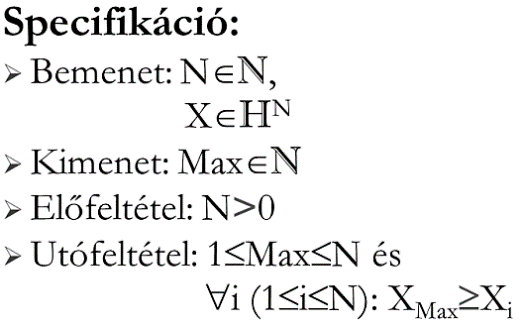 Specifikáció:
➢ Bemenet: N∈ℕ,
X∈ℍᴺ
➢ Kimenet: Max∈ℕ
➢ Előfeltétel: N>0
➢ Utófeltétel: 1≤Max≤N és
∀i (1≤i≤N): X_Max≥X_i